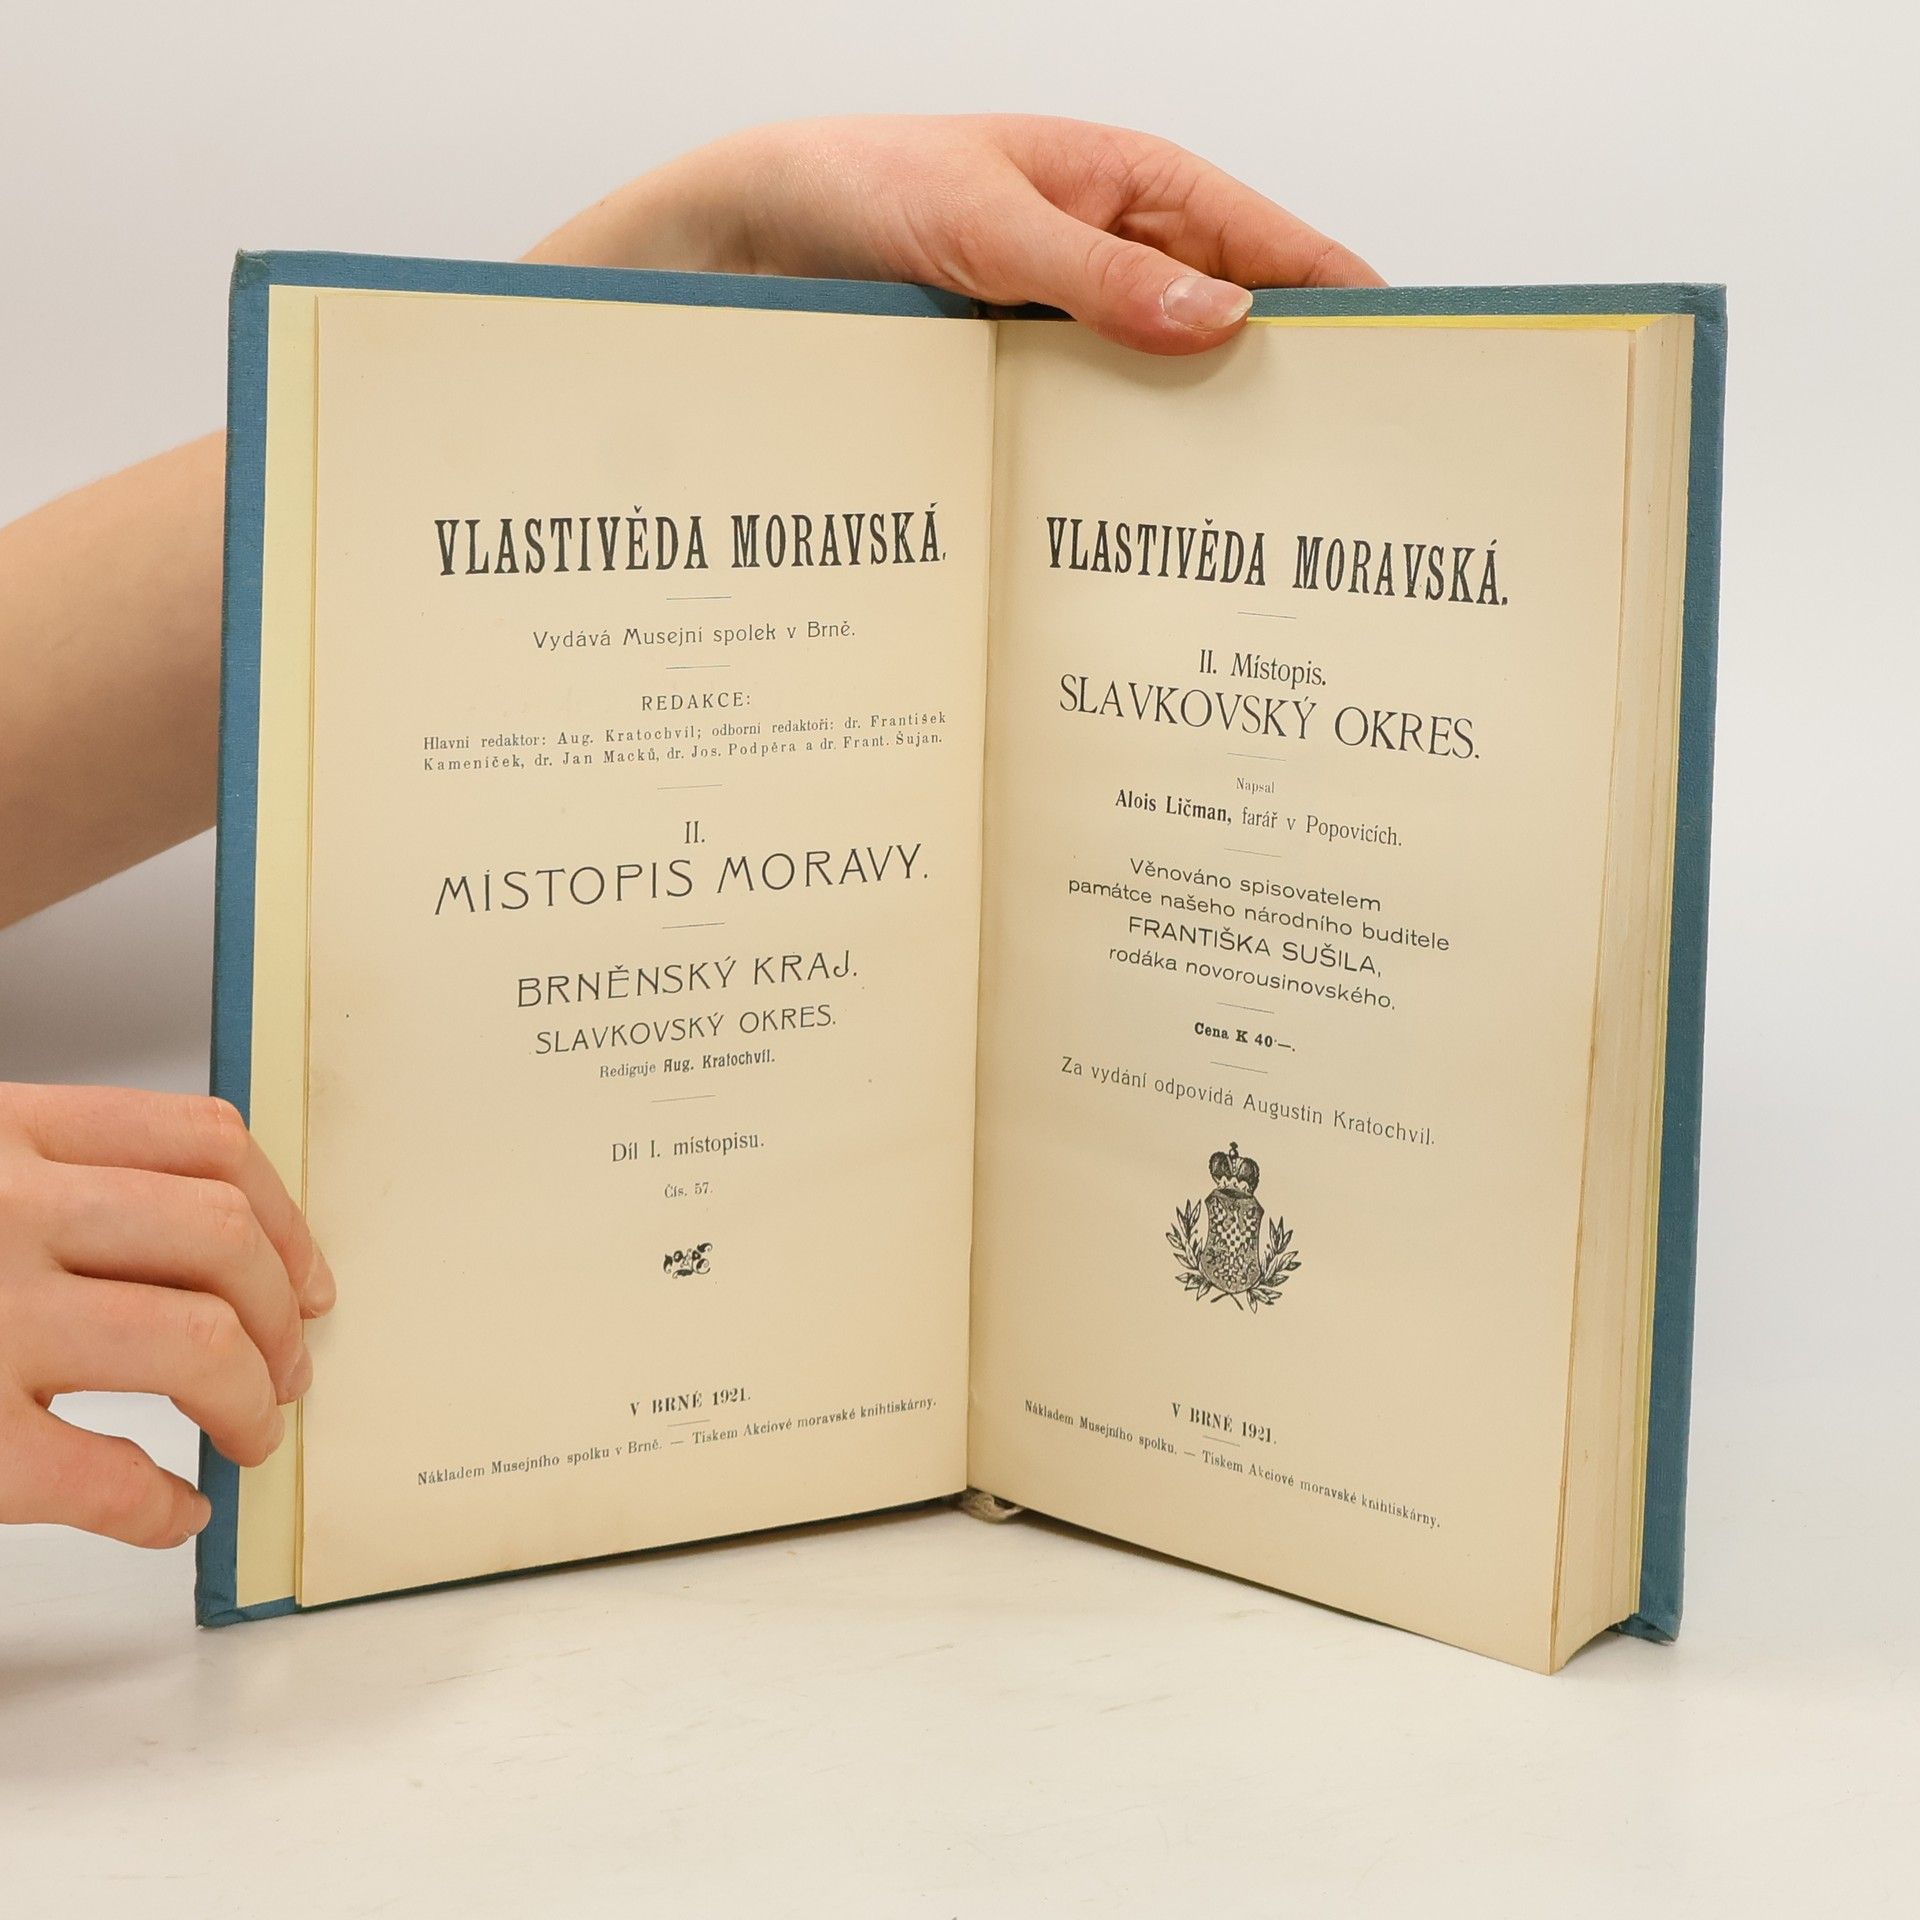 VLASTIVĚDA MORAVSKÁ.
Vydává Musejní spolek v Brně.
REDAKCE:
Hlavní redaktor: Aug. Kratochvíl; odborní redaktoři: dr. František
Kameníček, dr. Jan Macků, dr. Jos. Podpěra a dr. Frant. Šujan.
II.
MÍSTOPIS MORAVY.
BRNĚNSKÝ KRAJ.
SLAVKOVSKÝ OKRES.
Rediguje Aug. Kratochvíl.
Díl I. místopisu.
Čís. 57.
V BRNĚ 1921.
Nákladem Musejního spolku v Brně. — Tiskem Akciové moravské knihtiskárny.
VLASTIVĚDA MORAVSKÁ.
II. Místopis.
SLAVKOVSKÝ OKRES.
Napsal
Alois Ličman, farář v Popovicích.
Věnováno spisovatelem
památce našeho národního buditele
FRANTIŠKA SUŠILA,
rodáka novorousinovského.
Cena K 40·—.
Za vydání odpovídá Augustin Kratochvíl.
V BRNĚ 1921.
Nákladem Musejního spolku. — Tiskem Akciové moravské knihtiskárny.